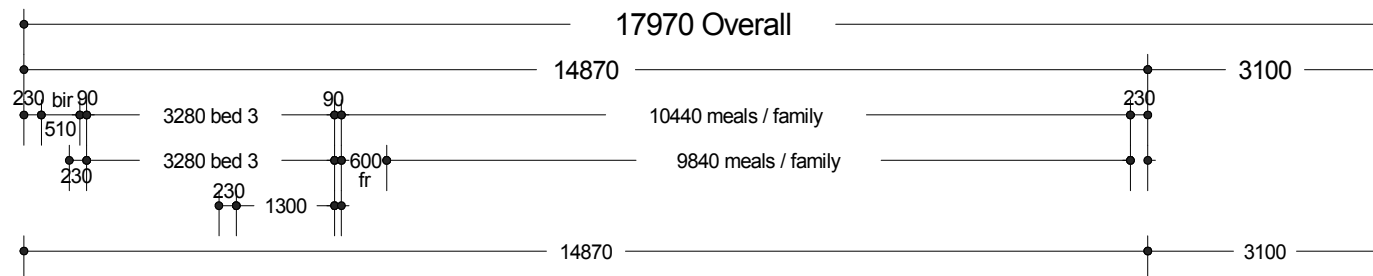 17970 Overall
14870 3100
230 bir 90 90 230
510 3280 bed 3 10440 meals / family
3280 bed 3 600 9840 meals / family
230 fr
230
1300
14870 3100